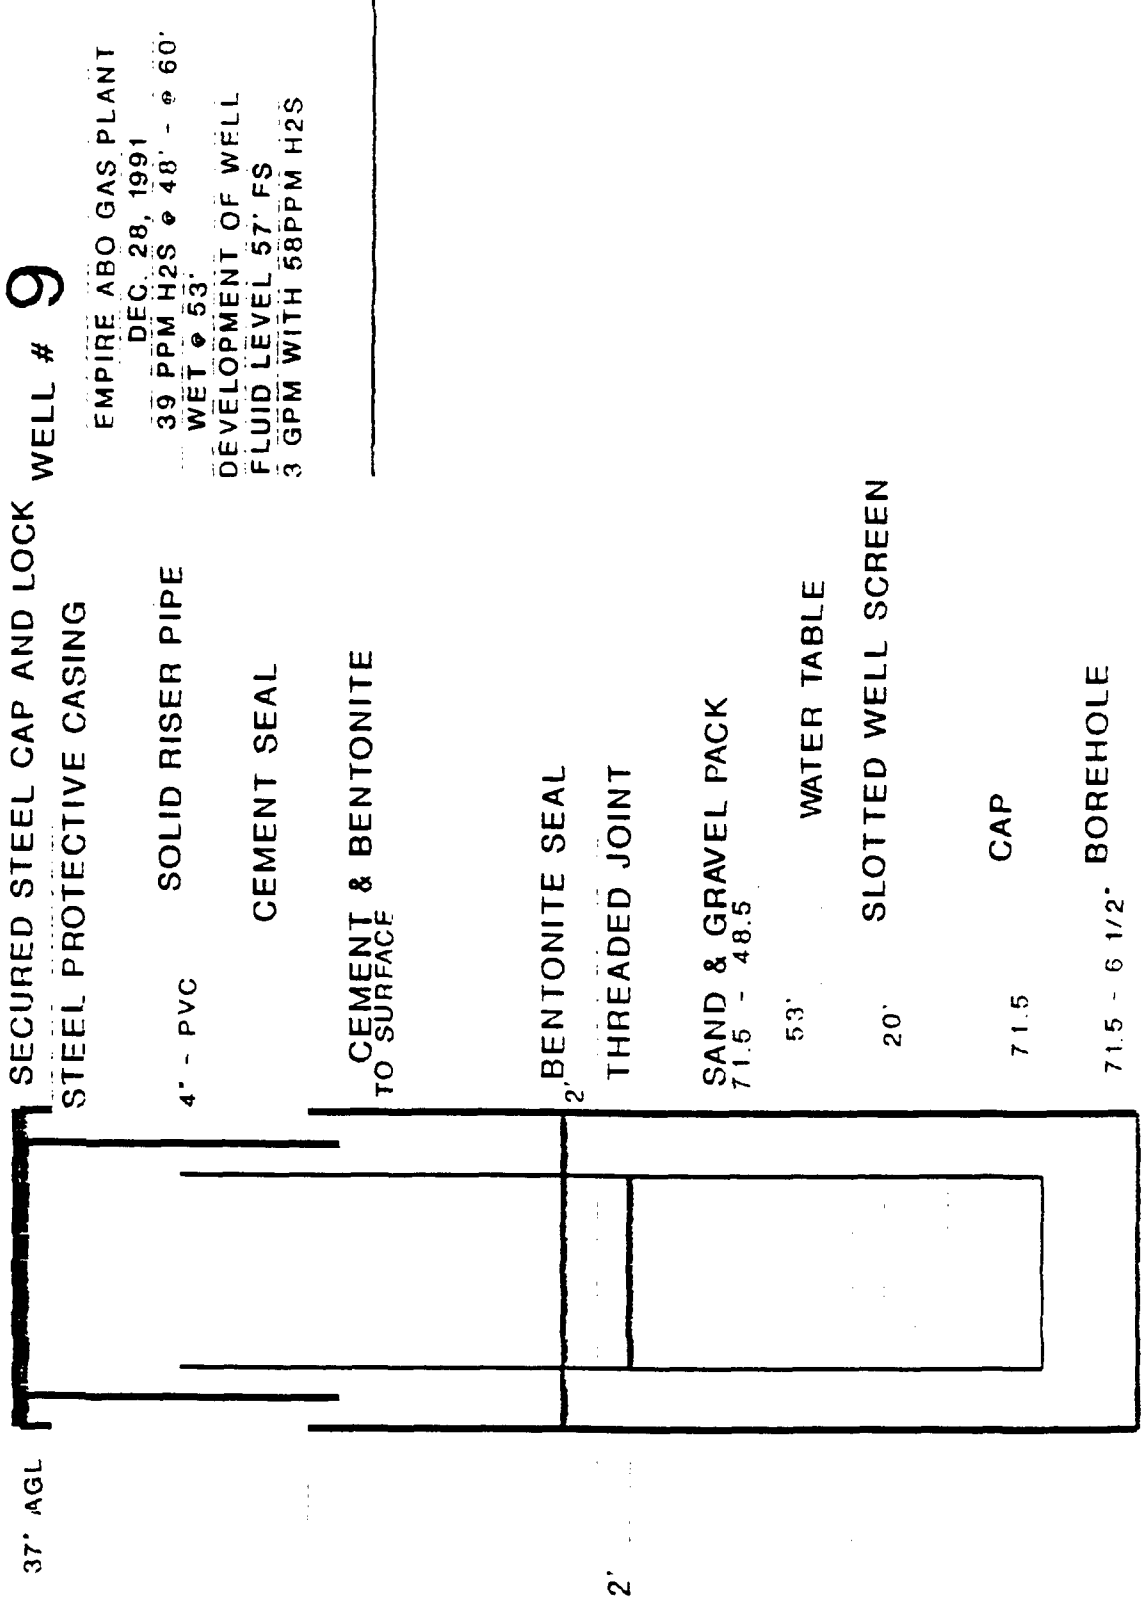 WELL # 9
EMPIRE ABO GAS PLANT
DEC. 28, 1991
39 PPM H2S @ 48' - @ 60'
WET @ 53'
DEVELOPMENT OF WELL
FLUID LEVEL 57' FS
3 GPM WITH 58PPM H2S
37" AGL
SECURED STEEL CAP AND LOCK
STEEL PROTECTIVE CASING
4" - PVC SOLID RISER PIPE
CEMENT SEAL
CEMENT & BENTONITE
TO SURFACE
BENTONITE SEAL
2'
THREADED JOINT
2'
SAND & GRAVEL PACK
71.5 - 48.5
53' WATER TABLE
20' SLOTTED WELL SCREEN
71.5 CAP
71.5 - 6 1/2" BOREHOLE